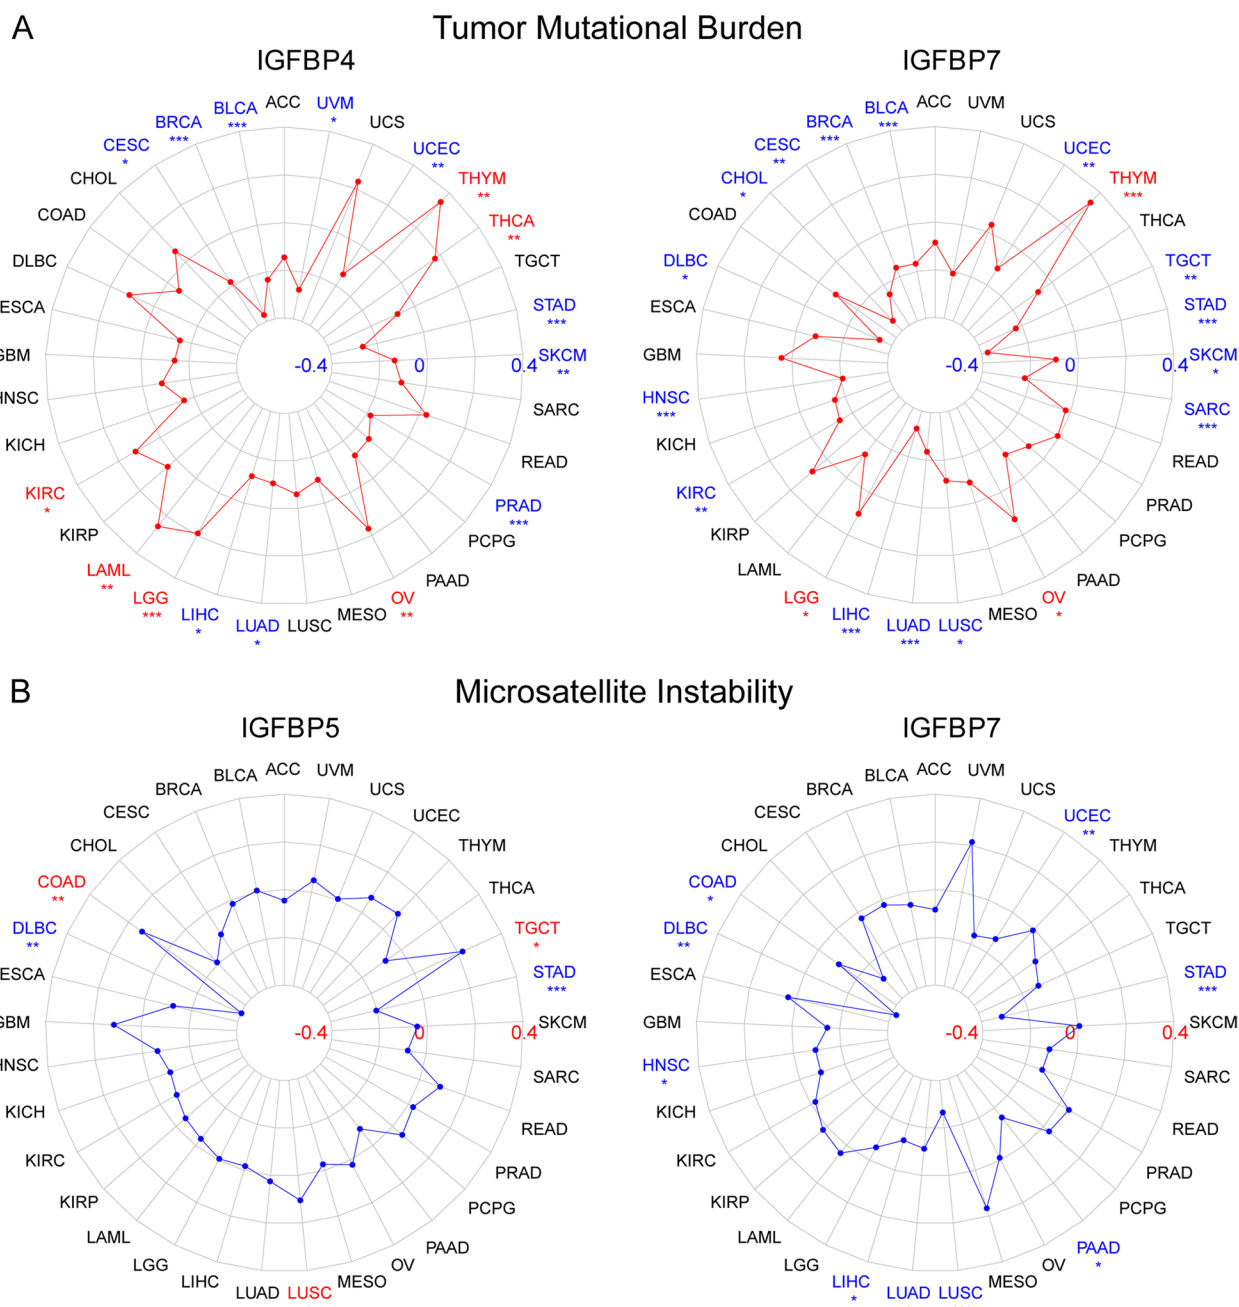 A
Tumor Mutational Burden
IGFBP4
ACC
UVM
*
UCS
UCEC
**
THYM
**
THCA
**
TGCT
STAD
***
SKCM
**
SARC
READ
PRAD
***
PCPG
PAAD
OV
**
MESO
LUSC
LUAD
*
LIHC
*
LGG
***
LAML
**
KIRP
KIRC
*
KICH
HNSC
GBM
ESCA
DLBC
COAD
CHOL
CESC
*
BRCA
***
BLCA
***
-0.4
0
0.4
IGFBP7
ACC
UVM
UCS
UCEC
**
THYM
***
THCA
TGCT
**
STAD
***
SKCM
*
SARC
***
READ
PRAD
PCPG
PAAD
OV
*
MESO
LUSC
*
LUAD
***
LIHC
***
LGG
*
LAML
KIRP
KIRC
**
KICH
HNSC
***
GBM
ESCA
DLBC
*
COAD
CHOL
*
CESC
**
BRCA
***
BLCA
***
-0.4
0
0.4
B
Microsatellite Instability
IGFBP5
ACC
UVM
UCS
UCEC
THYM
THCA
TGCT
*
STAD
***
SKCM
SARC
READ
PRAD
PCPG
PAAD
OV
MESO
LUSC
LUAD
LIHC
LGG
LAML
KIRP
KIRC
KICH
HNSC
GBM
ESCA
DLBC
**
COAD
**
CHOL
CESC
BRCA
BLCA
-0.4
0
0.4
IGFBP7
ACC
UVM
UCS
UCEC
**
THYM
THCA
TGCT
STAD
***
SKCM
SARC
READ
PRAD
PCPG
PAAD
*
OV
MESO
LUSC
LUAD
LIHC
*
LGG
LAML
KIRP
KIRC
KICH
HNSC
*
GBM
ESCA
DLBC
**
COAD
*
CHOL
CESC
BRCA
BLCA
-0.4
0
0.4